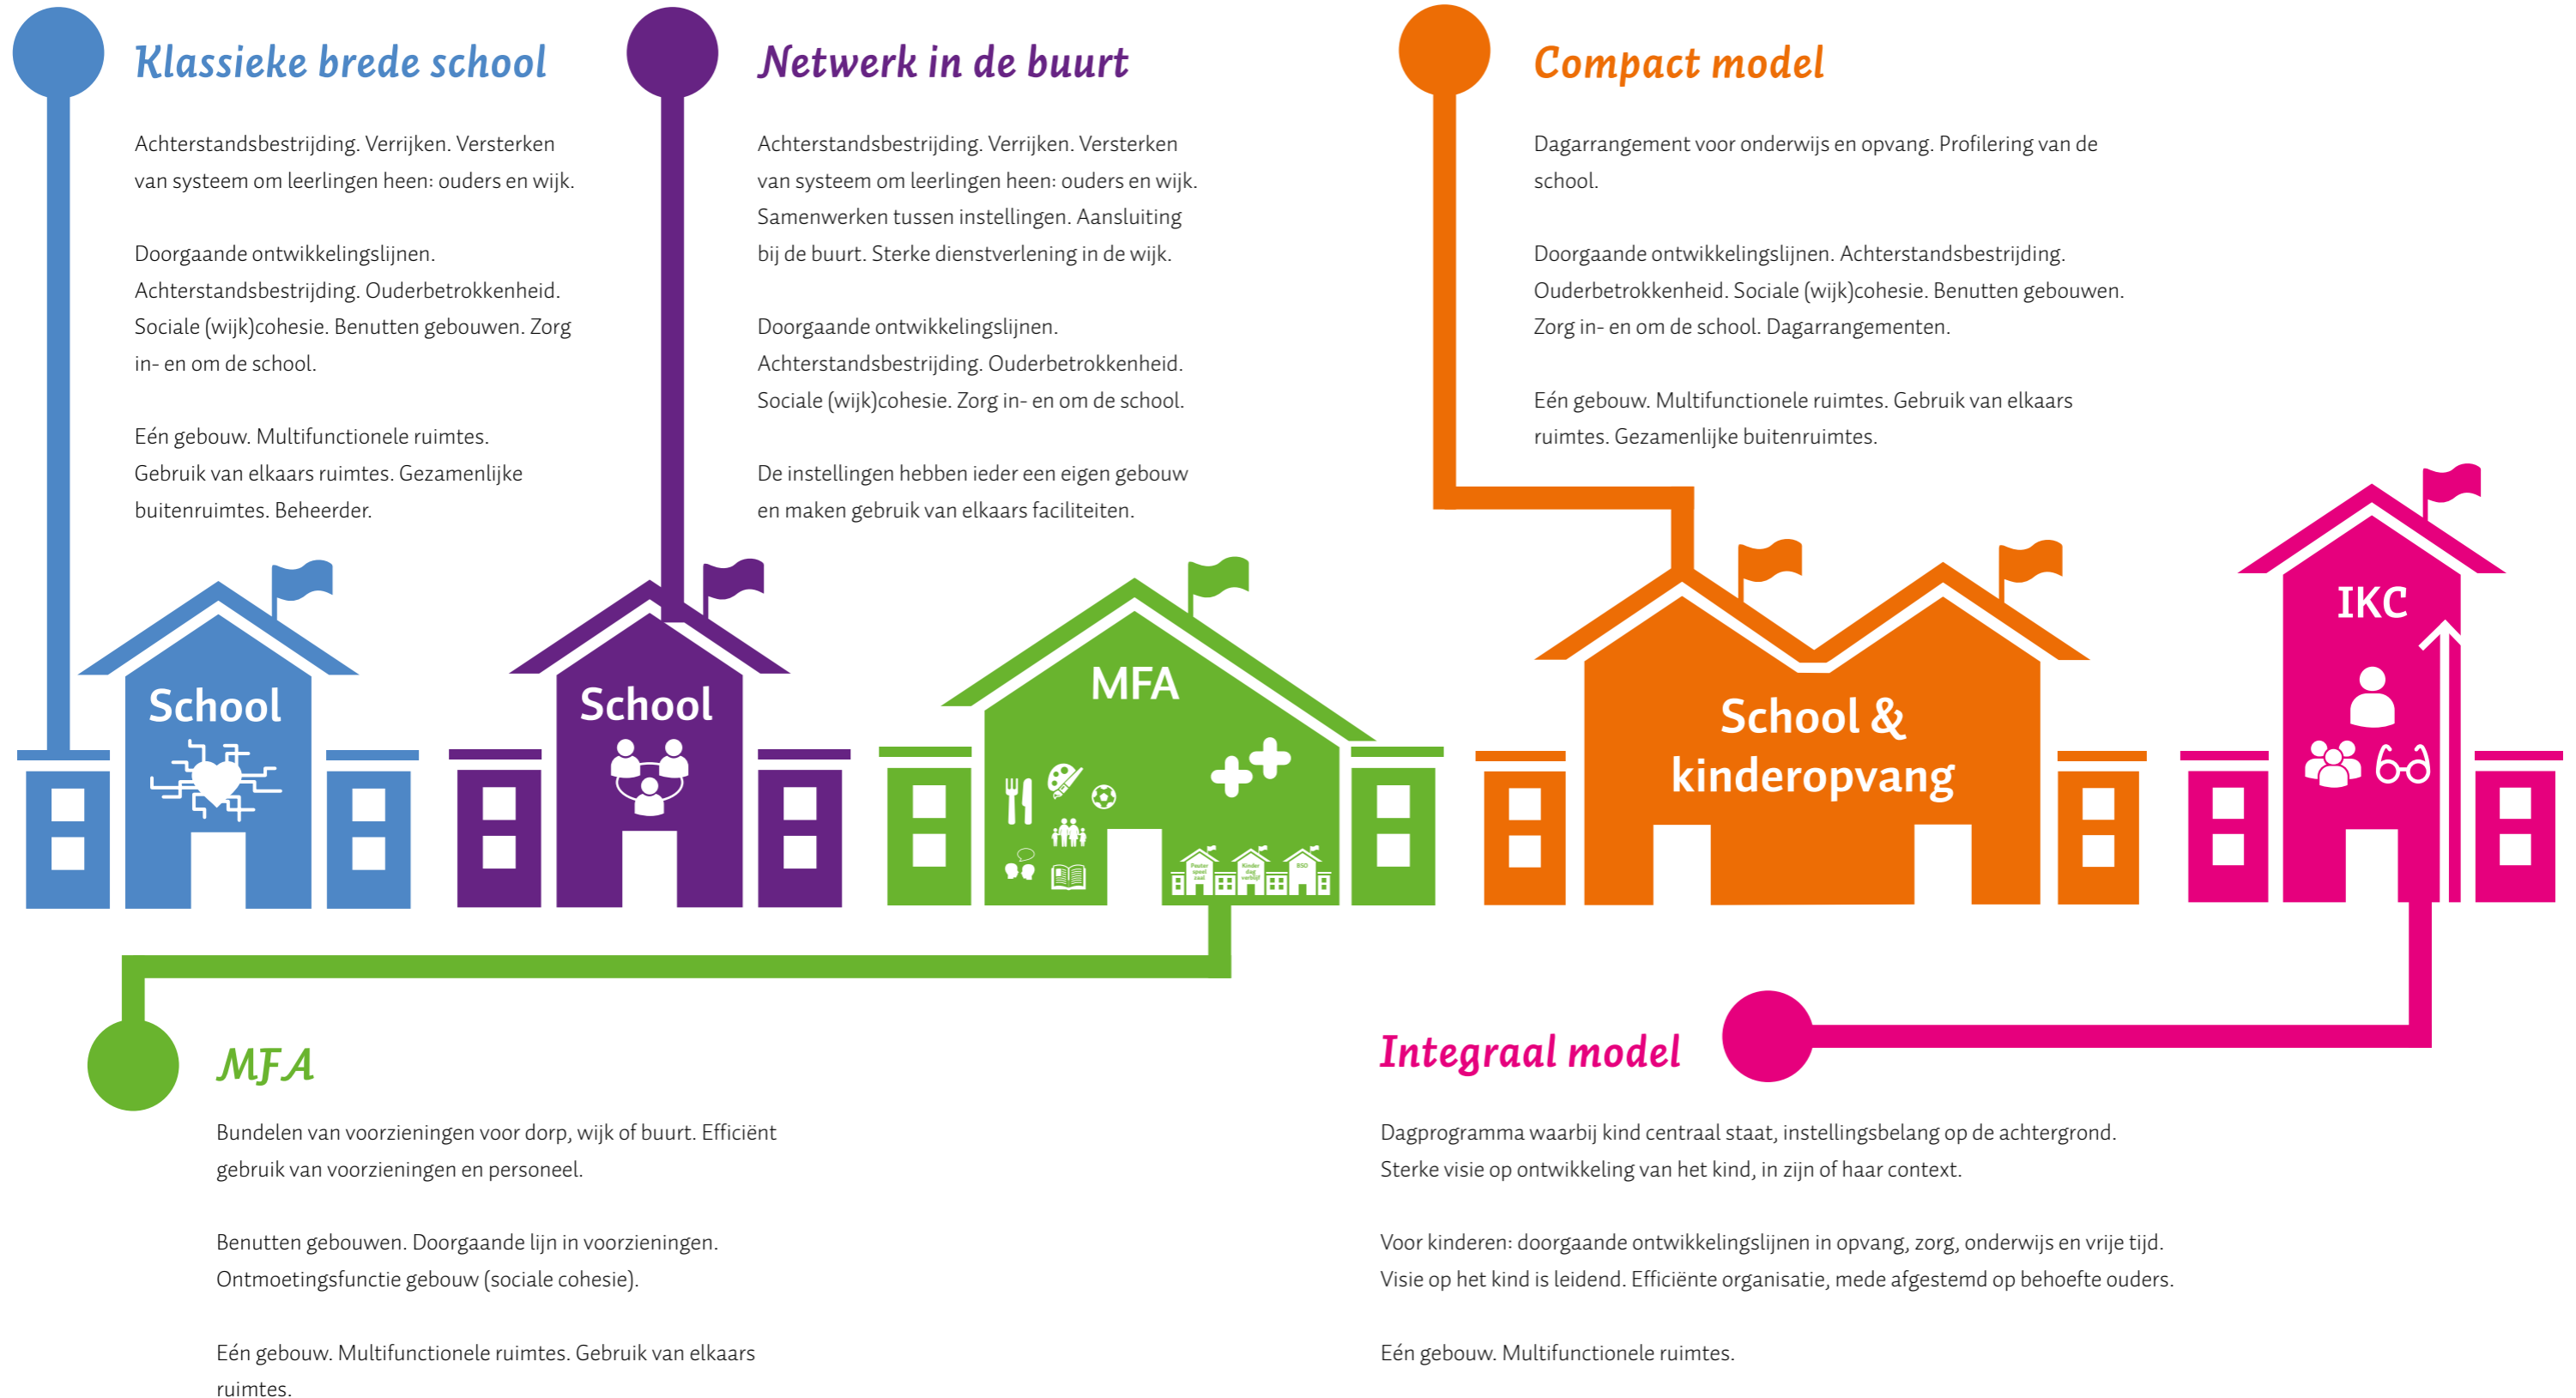 Klassieke brede school
Achterstandsbestrijding. Verrijken. Versterken
van systeem om leerlingen heen: ouders en wijk.
Doorgaande ontwikkelingslijnen.
Achterstandsbestrijding. Ouderbetrokkenheid.
Sociale (wijk)cohesie. Benutten gebouwen. Zorg
in- en om de school.
Eén gebouw. Multifunctionele ruimtes.
Gebruik van elkaars ruimtes. Gezamenlijke
buitenruimtes. Beheerder.
Netwerk in de buurt
Achterstandsbestrijding. Verrijken. Versterken
van systeem om leerlingen heen: ouders en wijk.
Samenwerken tussen instellingen. Aansluiting
bij de buurt. Sterke dienstverlening in de wijk.
Doorgaande ontwikkelingslijnen.
Achterstandsbestrijding. Ouderbetrokkenheid.
Sociale (wijk)cohesie. Zorg in- en om de school.
De instellingen hebben ieder een eigen gebouw
en maken gebruik van elkaars faciliteiten.
Compact model
Dagarrangement voor onderwijs en opvang. Profilering van de
school.
Doorgaande ontwikkelingslijnen. Achterstandsbestrijding.
Ouderbetrokkenheid. Sociale (wijk)cohesie. Benutten gebouwen.
Zorg in- en om de school. Dagarrangementen.
Eén gebouw. Multifunctionele ruimtes. Gebruik van elkaars
ruimtes. Gezamenlijke buitenruimtes.
School
School
MFA
Peuter
speel
zaal
Kinder
dag
verblijf
BSO
School &
kinderopvang
IKC
MFA
Bundelen van voorzieningen voor dorp, wijk of buurt. Efficiënt
gebruik van voorzieningen en personeel.
Benutten gebouwen. Doorgaande lijn in voorzieningen.
Ontmoetingsfunctie gebouw (sociale cohesie).
Eén gebouw. Multifunctionele ruimtes. Gebruik van elkaars
ruimtes.
Integraal model
Dagprogramma waarbij kind centraal staat, instellingsbelang op de achtergrond.
Sterke visie op ontwikkeling van het kind, in zijn of haar context.
Voor kinderen: doorgaande ontwikkelingslijnen in opvang, zorg, onderwijs en vrije tijd.
Visie op het kind is leidend. Efficiënte organisatie, mede afgestemd op behoefte ouders.
Eén gebouw. Multifunctionele ruimtes.